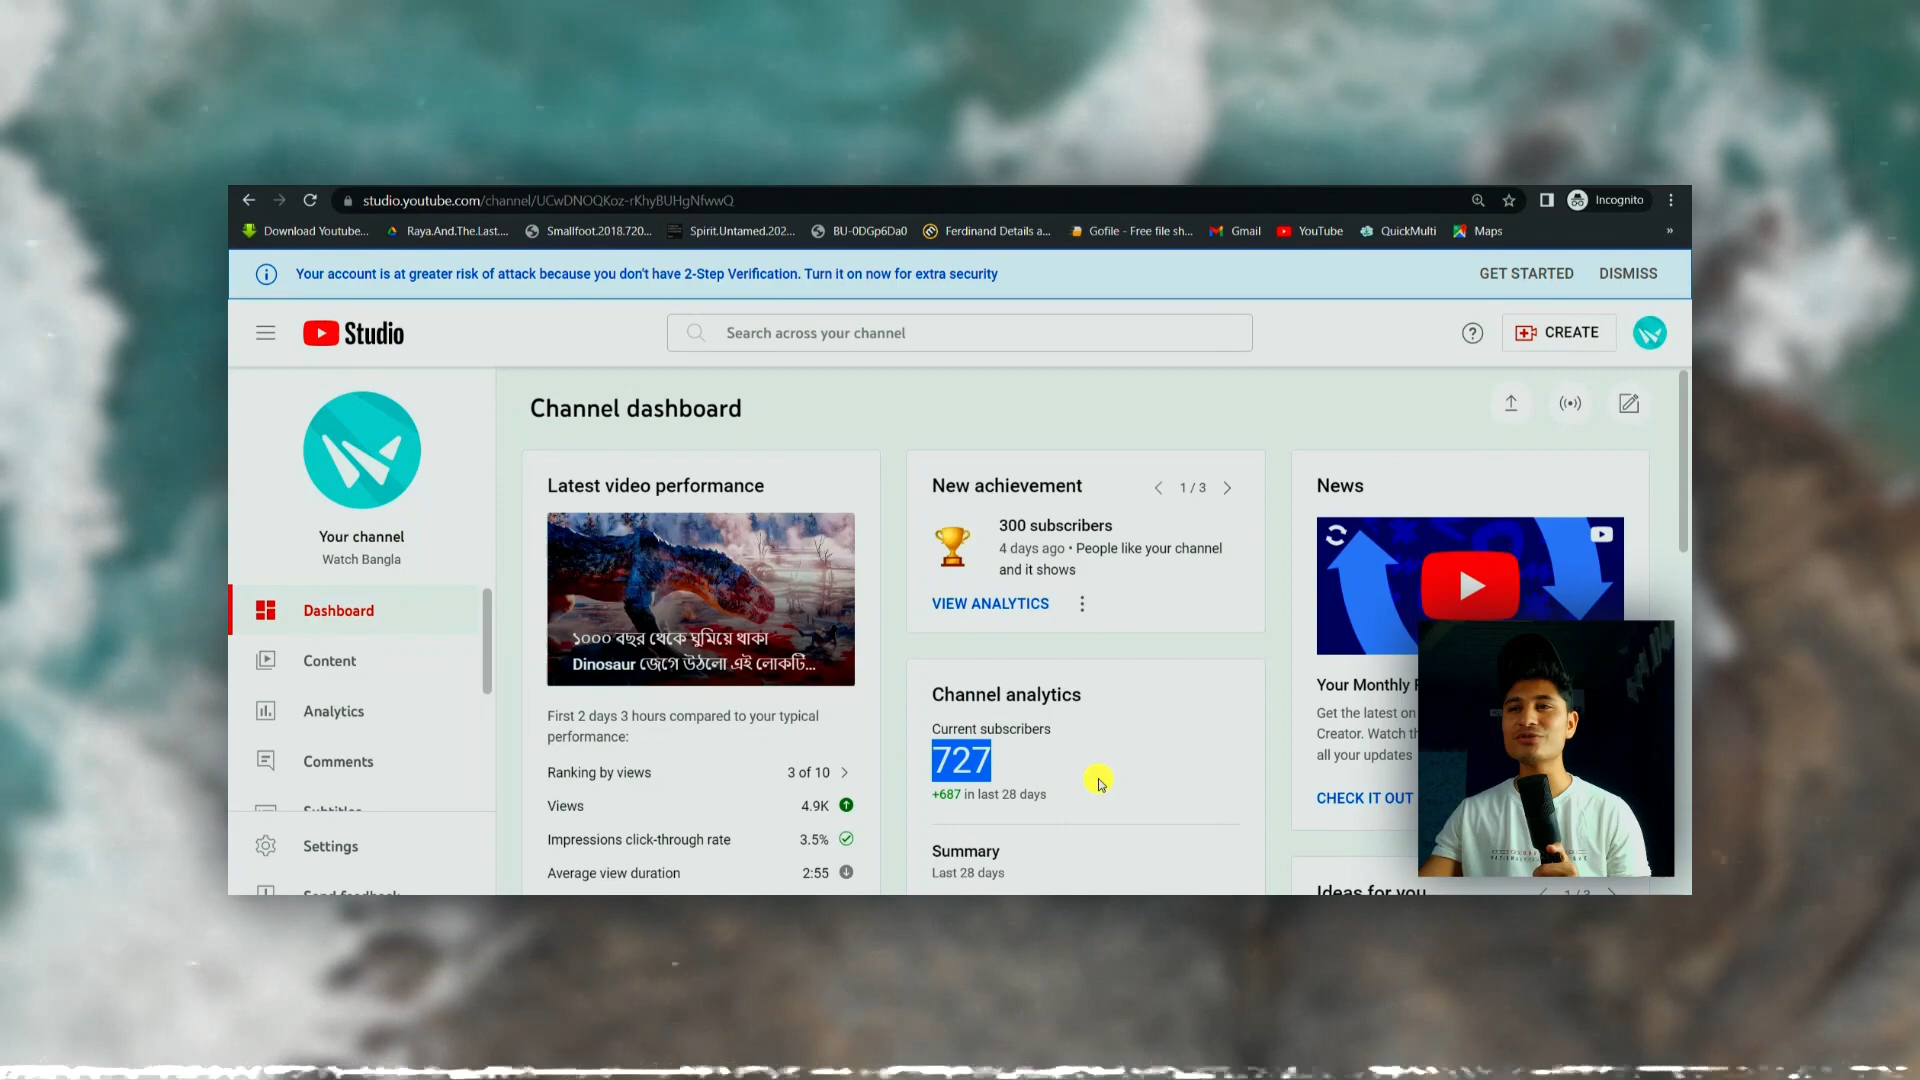 studio.youtube.com/channel/UCwDNOQKoz-rKhyBUHgNfwwQ
Incognito
Download Youtube...
Raya.And.The.Last....
Smallfoot.2018.720...
Spirit.Untamed.202...
BU-0DGp6Da0
Ferdinand Details a...
Gofile - Free file sh...
Gmail
YouTube
QuickMulti
Maps
»
Your account is at greater risk of attack because you don't have 2-Step Verification. Turn it on now for extra security
GET STARTED
DISMISS
Studio
Search across your channel
CREATE
Your channel
Watch Bangla
Dashboard
Content
Analytics
Comments
Subtitles
Settings
Send feedback
Channel dashboard
Latest video performance
১০০০ বছর থেকে ঘুমিয়ে থাকা
Dinosaur জেগে উঠলো এই লোকটি...
First 2 days 3 hours compared to your typical
performance:
Ranking by views 3 of 10
Views 4.9K
Impressions click-through rate 3.5%
Average view duration 2:55
New achievement
1 / 3
300 subscribers
4 days ago • People like your channel
and it shows
VIEW ANALYTICS
Channel analytics
Current subscribers
727
+687 in last 28 days
Summary
Last 28 days
News
Your Monthly
Get the latest on
Creator. Watch
all your updates
CHECK IT OUT
Ideas for you
1 / 3